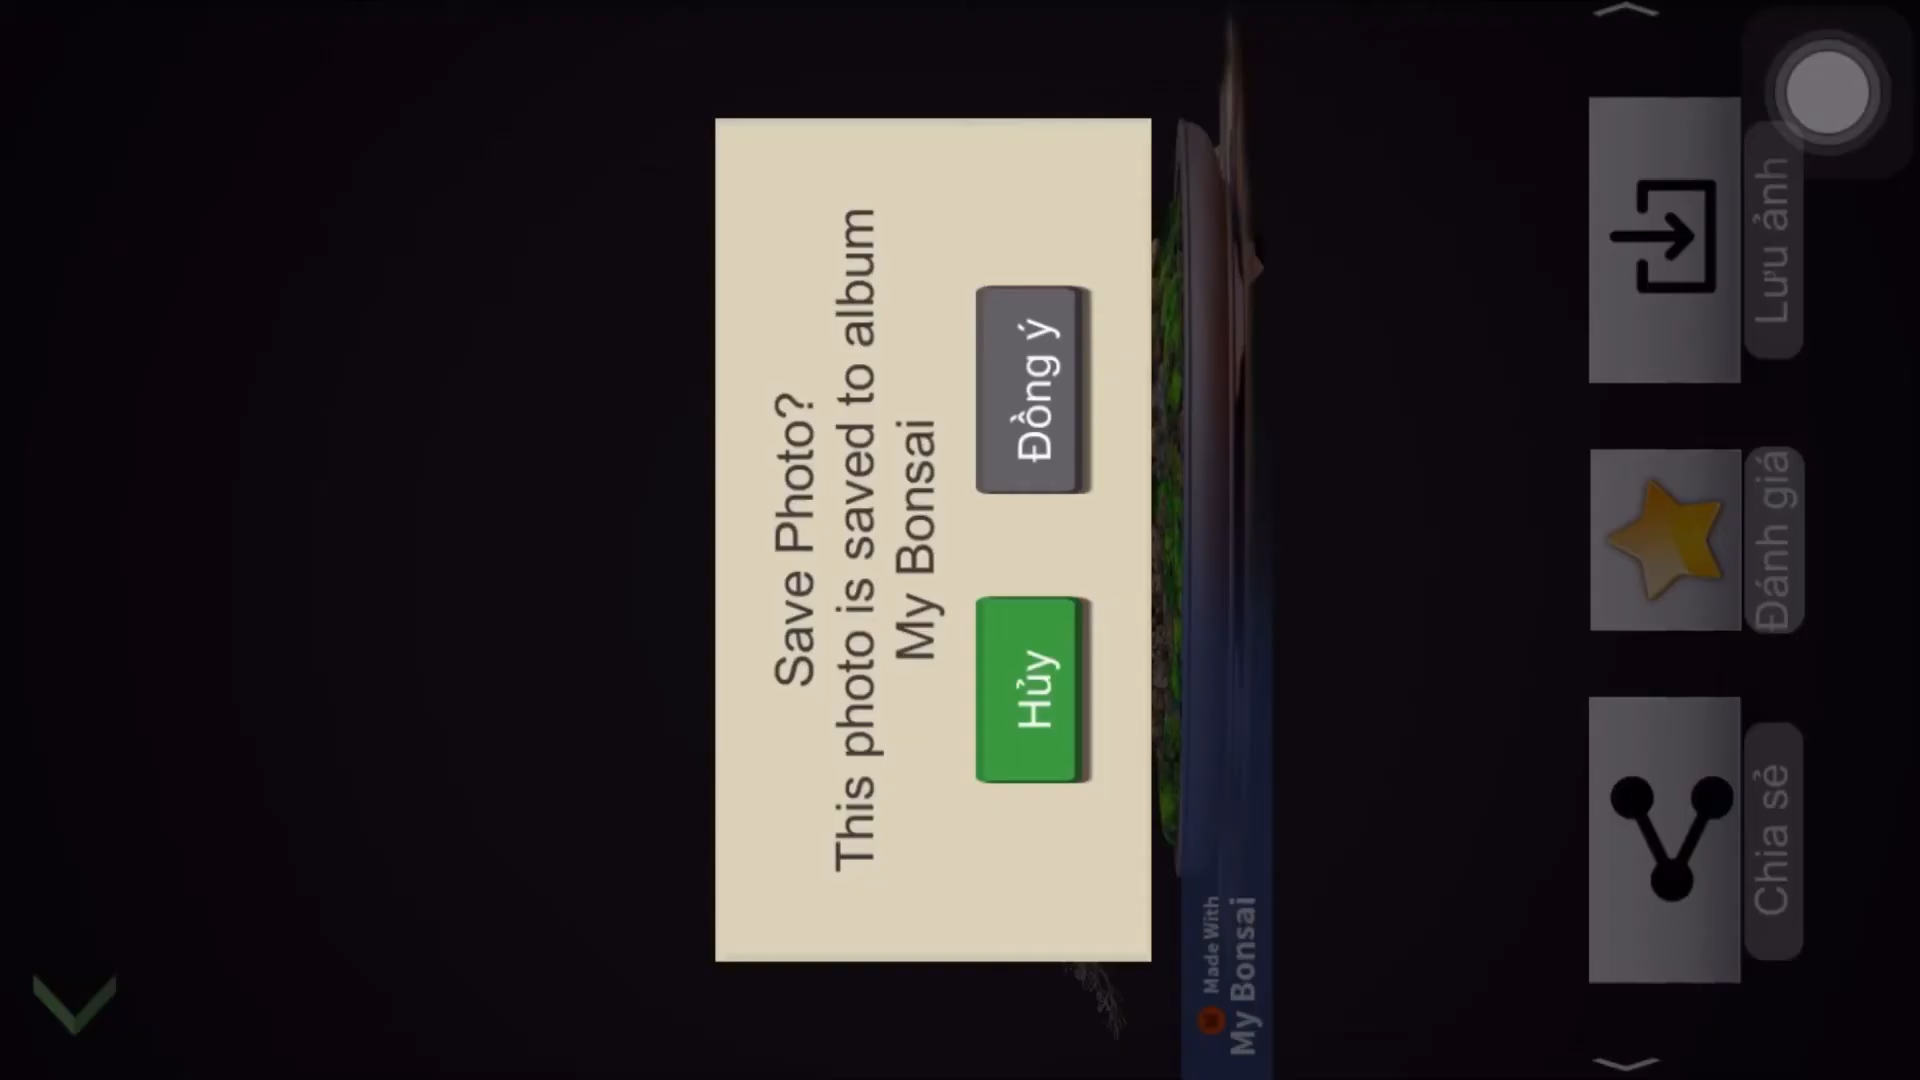 Save Photo?
This photo is saved to album
My Bonsai
Hủy
Đồng ý
Made With
My Bonsai
Chia sẻ
Đánh giá
Lưu ảnh